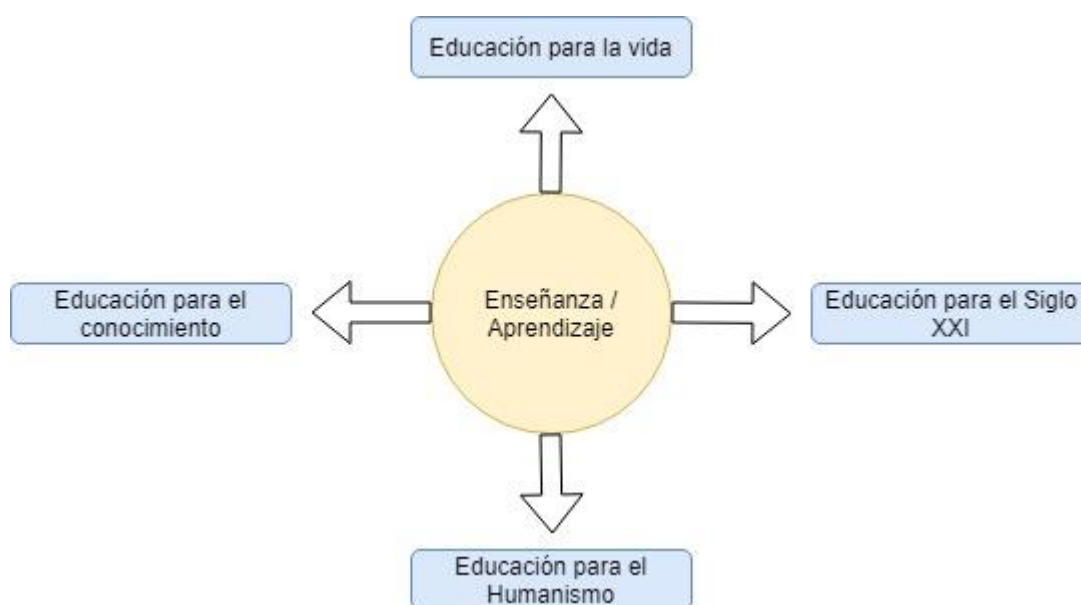 Educación para la vida
Educación para el
conocimiento
Enseñanza /
Aprendizaje
Educación para el Siglo
XXI
Educación para el
Humanismo